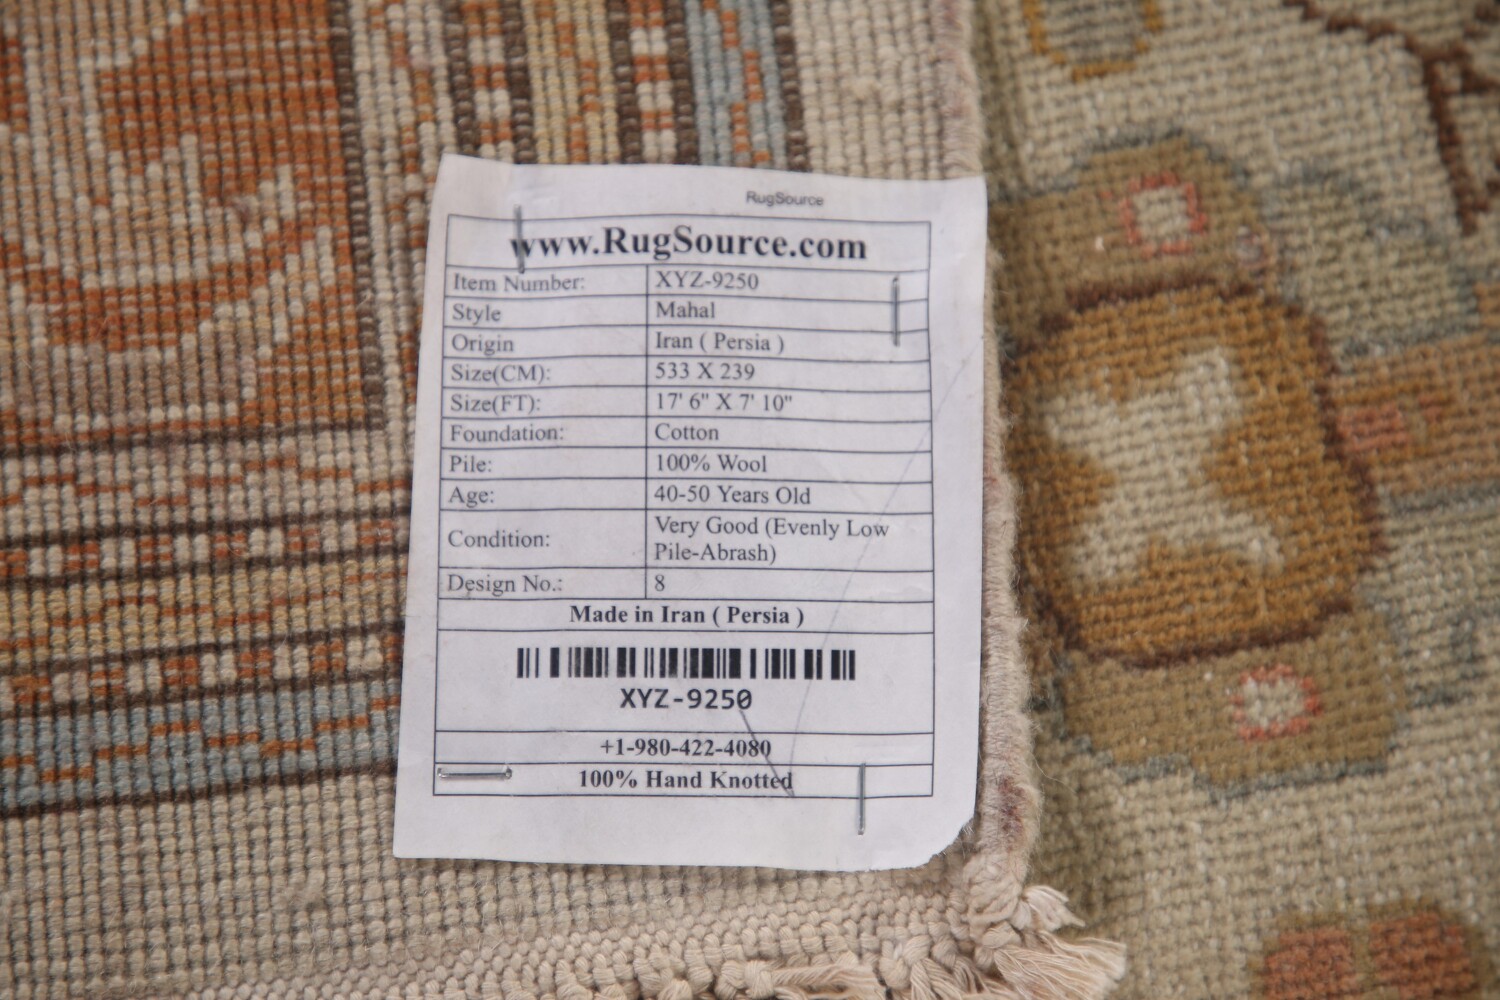 RugSource
www.RugSource.com
Item Number: XYZ-9250
Style Mahal
Origin Iran ( Persia )
Size(CM): 533 X 239
Size(FT): 17' 6" X 7' 10"
Foundation: Cotton
Pile: 100% Wool
Age: 40-50 Years Old
Condition: Very Good (Evenly Low
Pile-Abrash)
Design No.: 8
Made in Iran ( Persia )
XYZ-9250
+1-980-422-4080
100% Hand Knotted